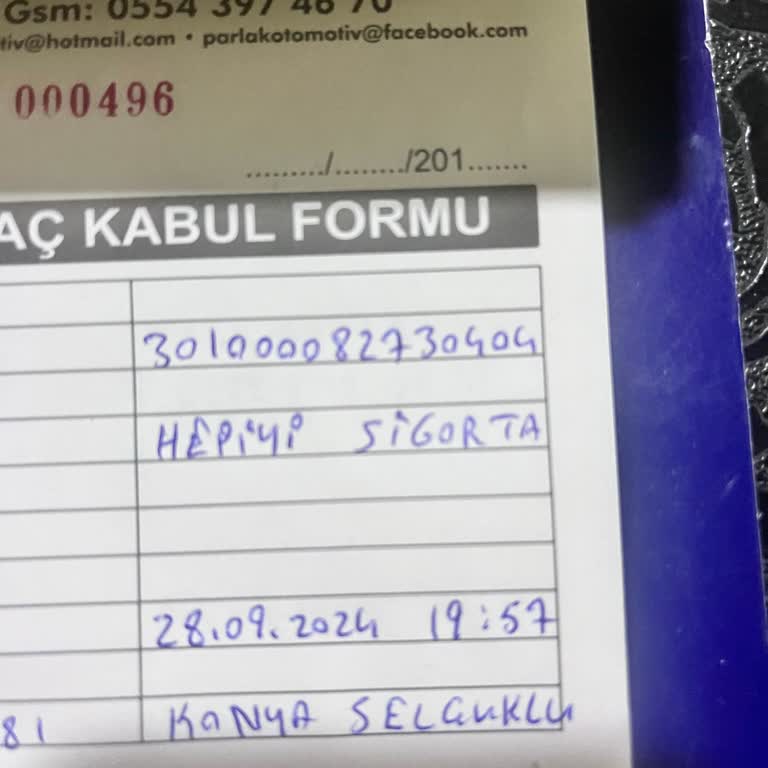 Gsm: 0554 397 46 70
tiv@hotmail.com • parlakotomotiv@facebook.com
000496
......../......../201.......
AÇ KABUL FORMU
301000082730404
HEPİYİ SİGORTA
28.09.2024 19:57
81 KONYA SELÇUKLU